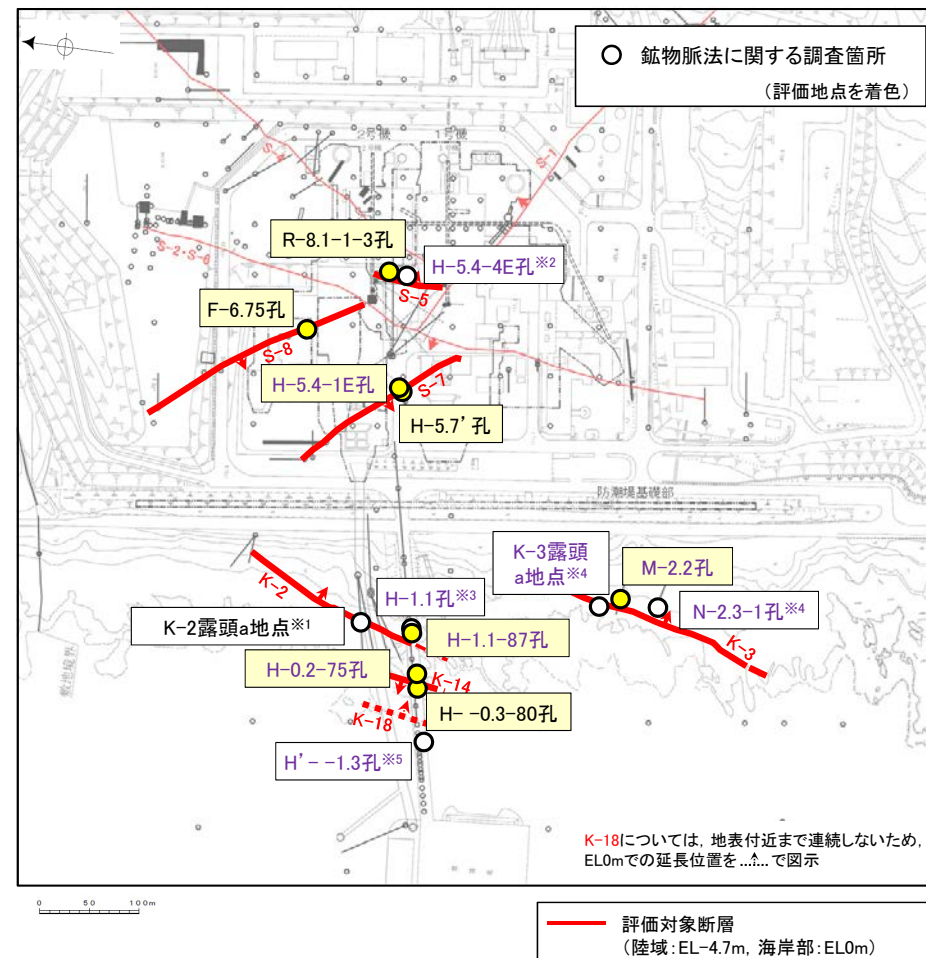 鉱物脈法に関する調査箇所
(評価地点を着色)
2号機
1号機
S-4
S-1
S-2・S-6
R-8.1-1-3孔
H-5.4-4E孔※2
S-5
F-6.75孔
S-8
H-5.4-1E孔
S-7
H-5.7’孔
防潮堤基礎部
K-3露頭
a地点※4
M-2.2孔
K-2
H-1.1孔※3
N-2.3-1孔※4
K-2露頭a地点※1
H-1.1-87孔
K-3
敷地境界
H-0.2-75孔
K-14
H- -0.3-80孔
K-18
H’- -1.3孔※5
K-18については，地表付近まで連続しないため，
EL0mでの延長位置を で図示
0 50 100m
評価対象断層
(陸域:EL-4.7m, 海岸部:EL0m)